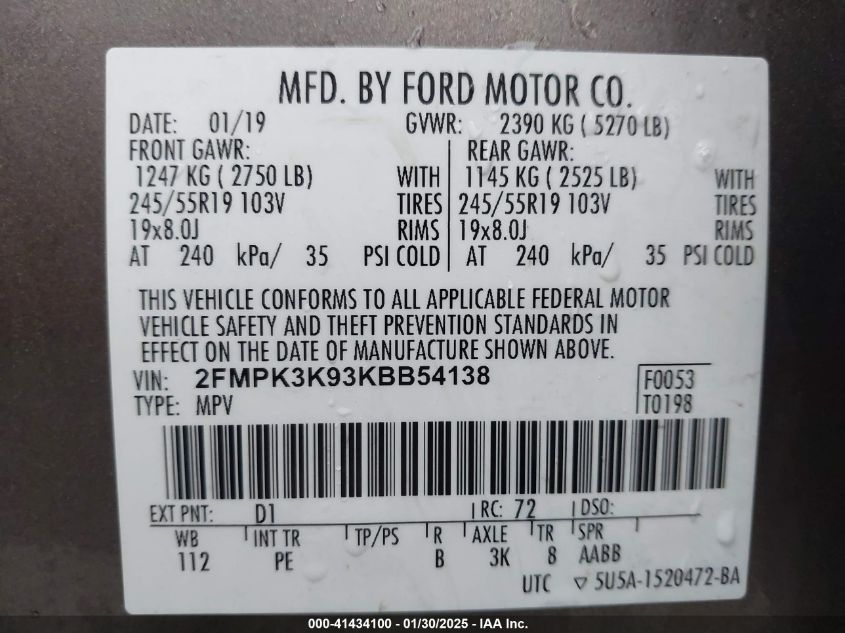 MFD. BY FORD MOTOR CO.
DATE: 01/19 GVWR: 2390 KG ( 5270 LB)
FRONT GAWR: REAR GAWR:
1247 KG ( 2750 LB) WITH 1145 KG ( 2525 LB) WITH
245/55R19 103V TIRES 245/55R19 103V TIRES
19x8.0J RIMS 19x8.0J RIMS
AT 240 kPa/ 35 PSI COLD AT 240 kPa/ 35 PSI COLD
THIS VEHICLE CONFORMS TO ALL APPLICABLE FEDERAL MOTOR
VEHICLE SAFETY AND THEFT PREVENTION STANDARDS IN
EFFECT ON THE DATE OF MANUFACTURE SHOWN ABOVE.
VIN: 2FMPK3K93KBB54138 F0053
TYPE: MPV T0198
EXT PNT: D1 RC: 72 DSO:
WB INT TR TP/PS R AXLE TR SPR
112 PE B 3K 8 AABB
UTC ▽ 5U5A-1520472-BA
000-41434100 - 01/30/2025 - IAA Inc.